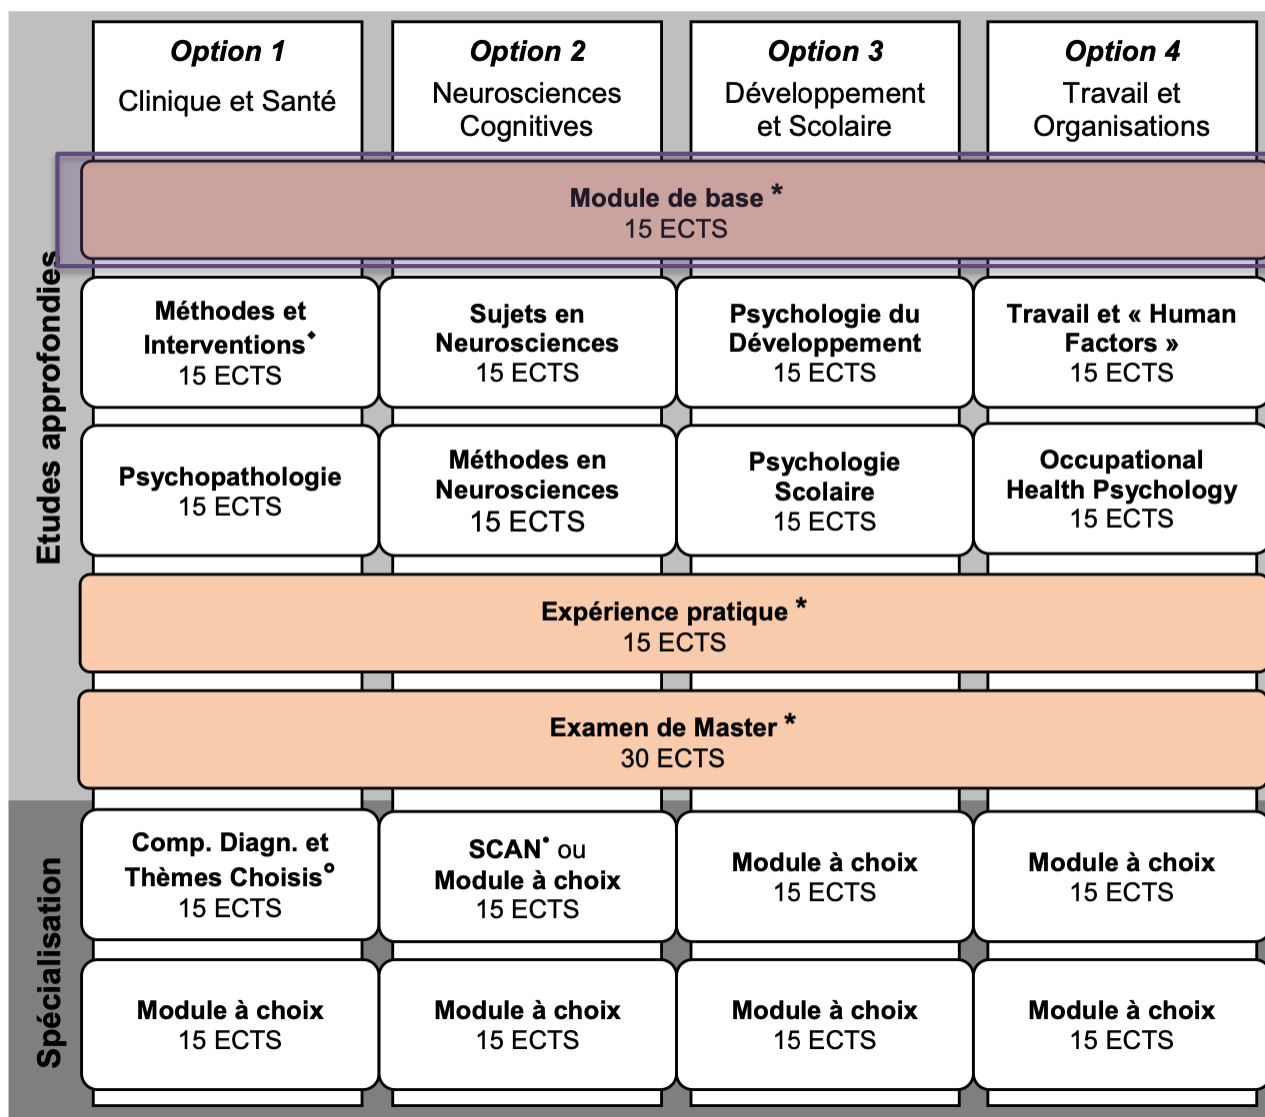 Option 1
Clinique et Santé
Option 2
Neurosciences
Cognitives
Option 3
Développement
et Scolaire
Option 4
Travail et
Organisations
Etudes approfondies
Module de base *
15 ECTS
Méthodes et
Interventions◆
15 ECTS
Sujets en
Neurosciences
15 ECTS
Psychologie du
Développement
15 ECTS
Travail et « Human
Factors »
15 ECTS
Psychopathologie
15 ECTS
Méthodes en
Neurosciences
15 ECTS
Psychologie
Scolaire
15 ECTS
Occupational
Health Psychology
15 ECTS
Expérience pratique *
15 ECTS
Examen de Master *
30 ECTS
Spécialisation
Comp. Diagn. et
Thèmes Choisis°
15 ECTS
SCAN• ou
Module à choix
15 ECTS
Module à choix
15 ECTS
Module à choix
15 ECTS
Module à choix
15 ECTS
Module à choix
15 ECTS
Module à choix
15 ECTS
Module à choix
15 ECTS